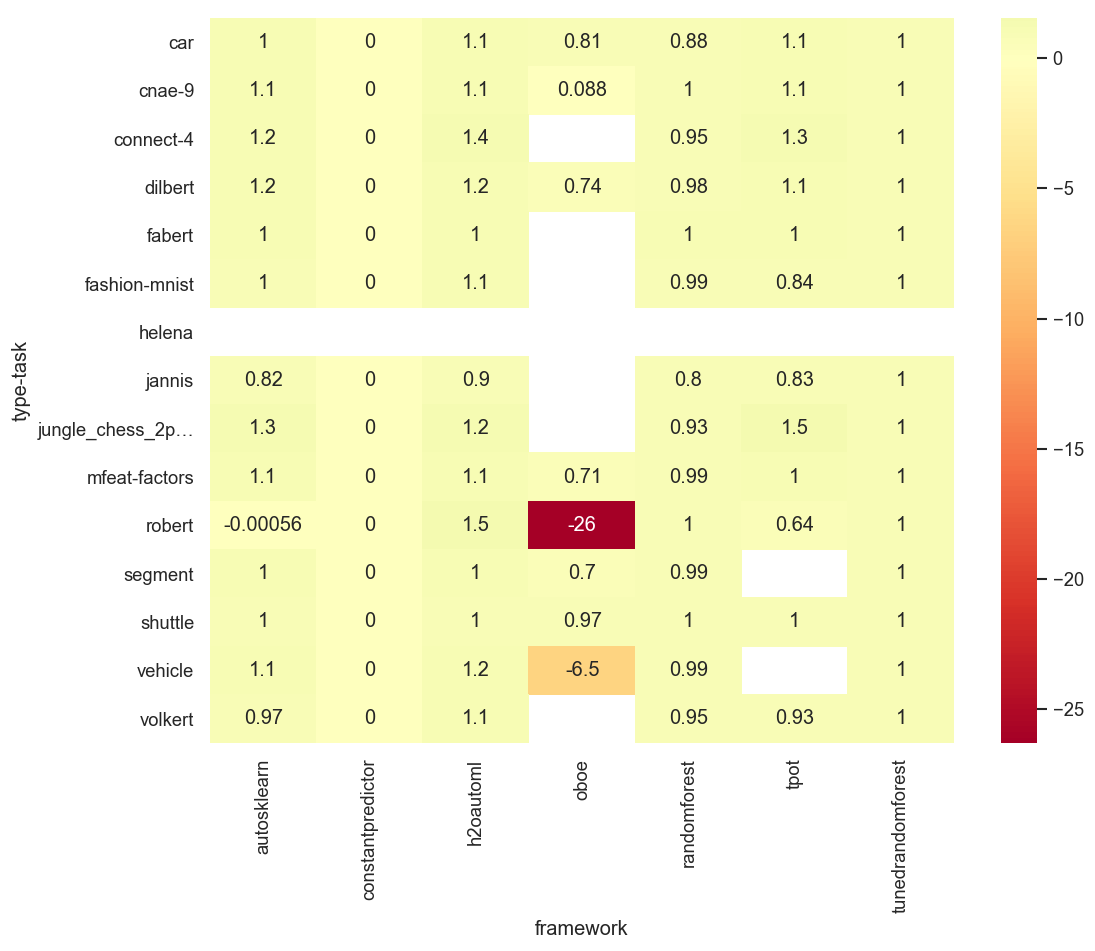 car 1 0 1.1 0.81 0.88 1.1 1
cnae-9 1.1 0 1.1 0.088 1 1.1 1
connect-4 1.2 0 1.4 0.95 1.3 1
dilbert 1.2 0 1.2 0.74 0.98 1.1 1
fabert 1 0 1 1 1 1
fashion-mnist 1 0 1.1 0.99 0.84 1
helena
jannis 0.82 0 0.9 0.8 0.83 1
jungle_chess_2p… 1.3 0 1.2 0.93 1.5 1
mfeat-factors 1.1 0 1.1 0.71 0.99 1 1
robert -0.00056 0 1.5 -26 1 0.64 1
segment 1 0 1 0.7 0.99 1
shuttle 1 0 1 0.97 1 1 1
vehicle 1.1 0 1.2 -6.5 0.99 1
volkert 0.97 0 1.1 0.95 0.93 1
type-task
autosklearn
constantpredictor
h2oautoml
oboe
randomforest
tpot
tunedrandomforest
framework
0
−5
−10
−15
−20
−25